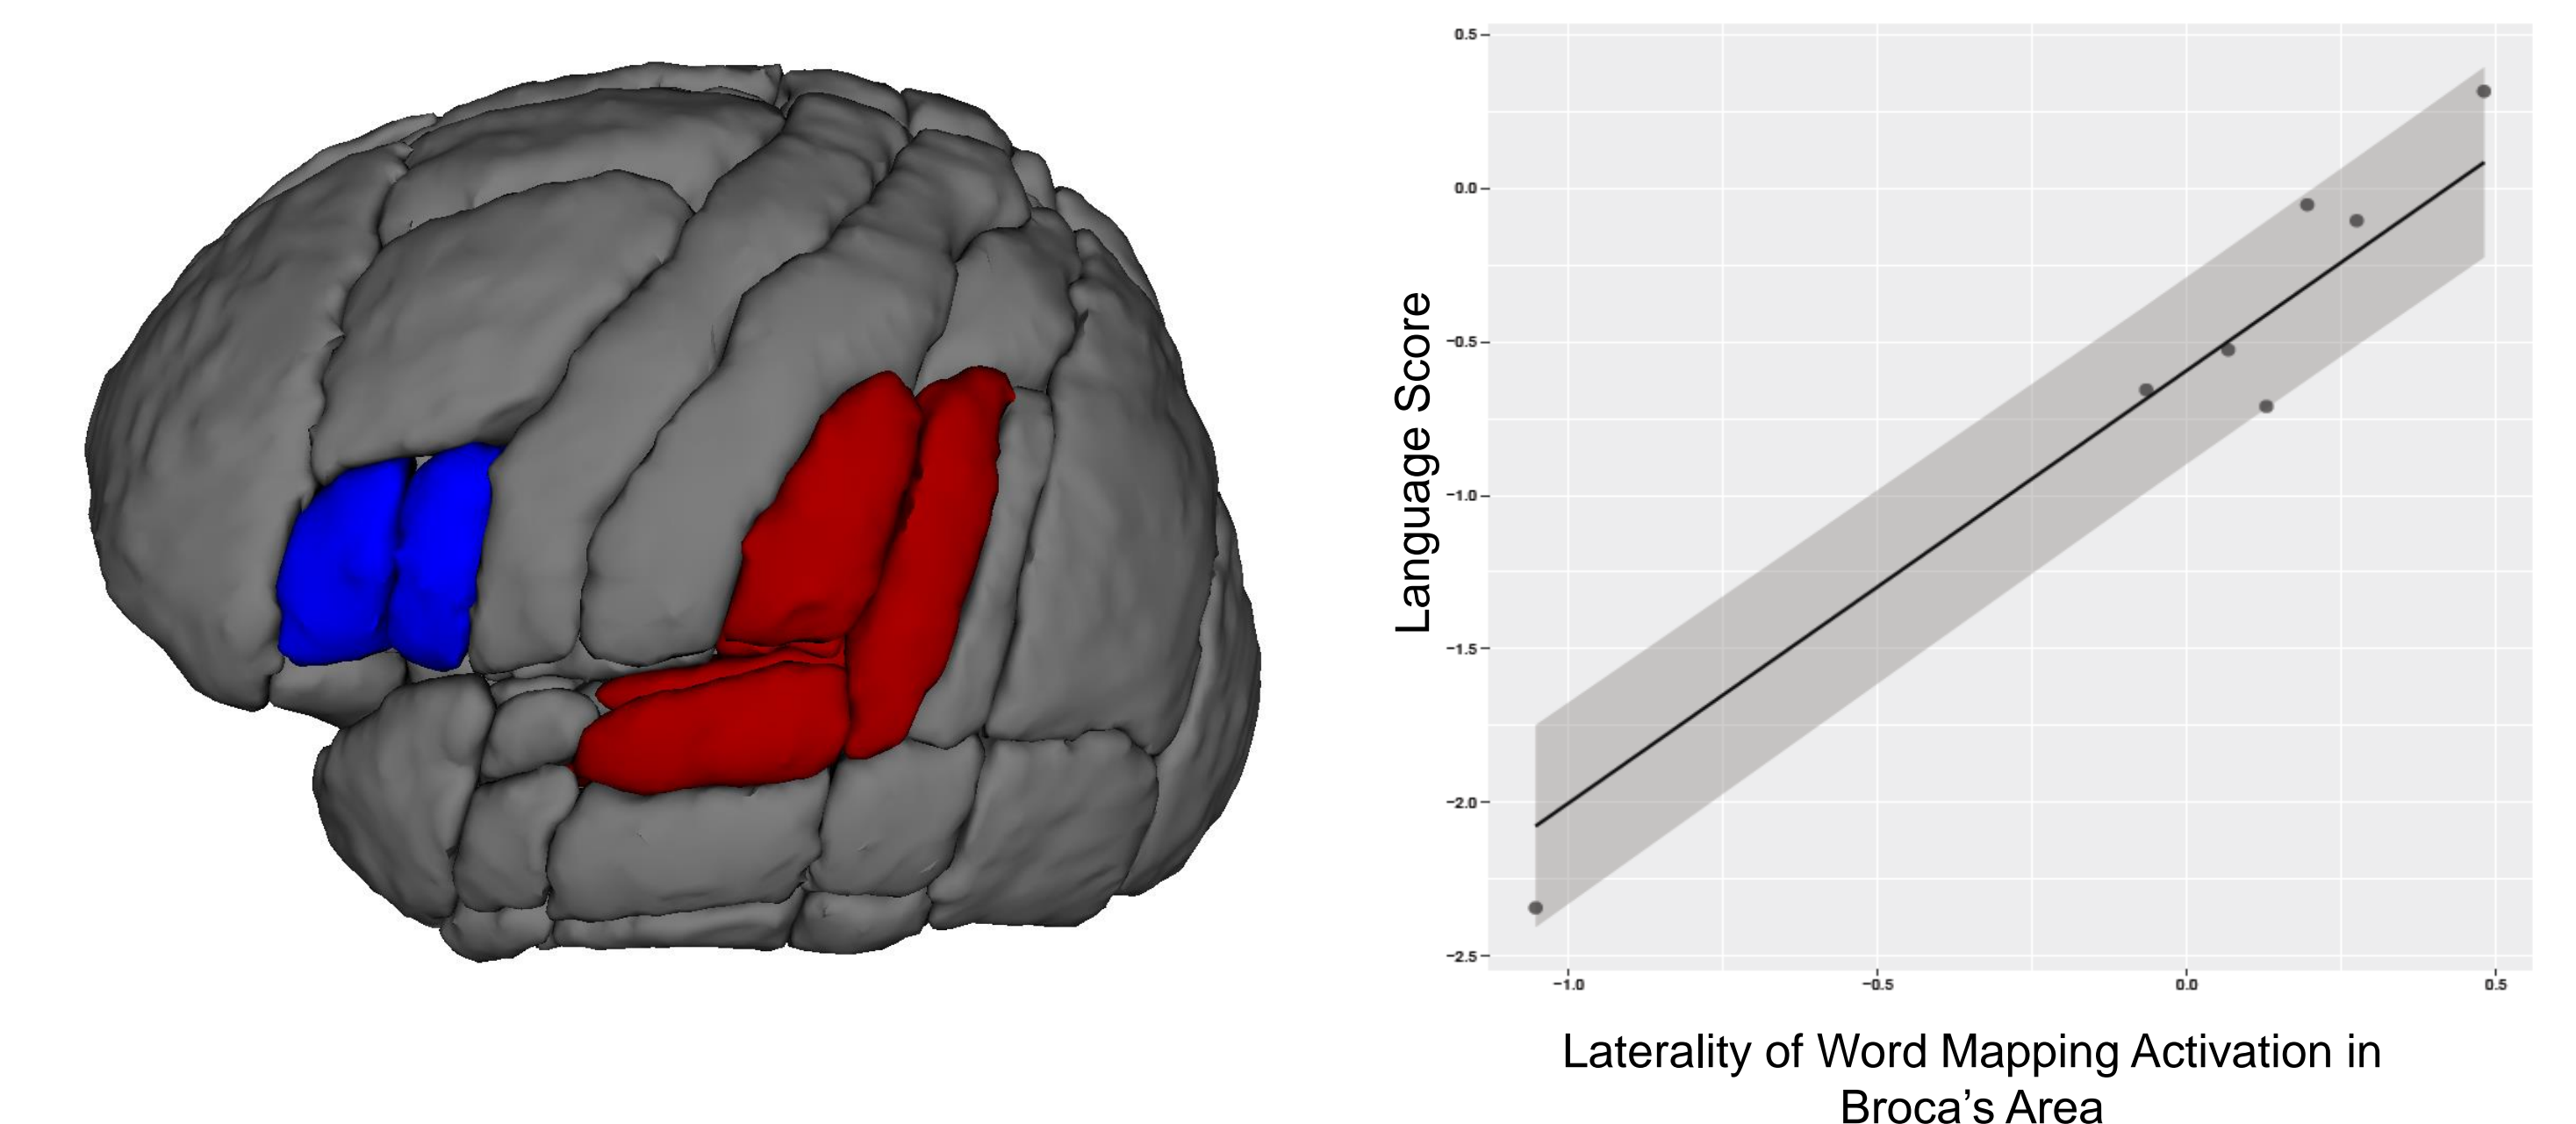 0.5
0.0
−0.5
−1.0
−1.5
−2.0
−2.5
Language Score
−1.0 −0.5 0.0 0.5
Laterality of Word Mapping Activation in
Broca’s Area